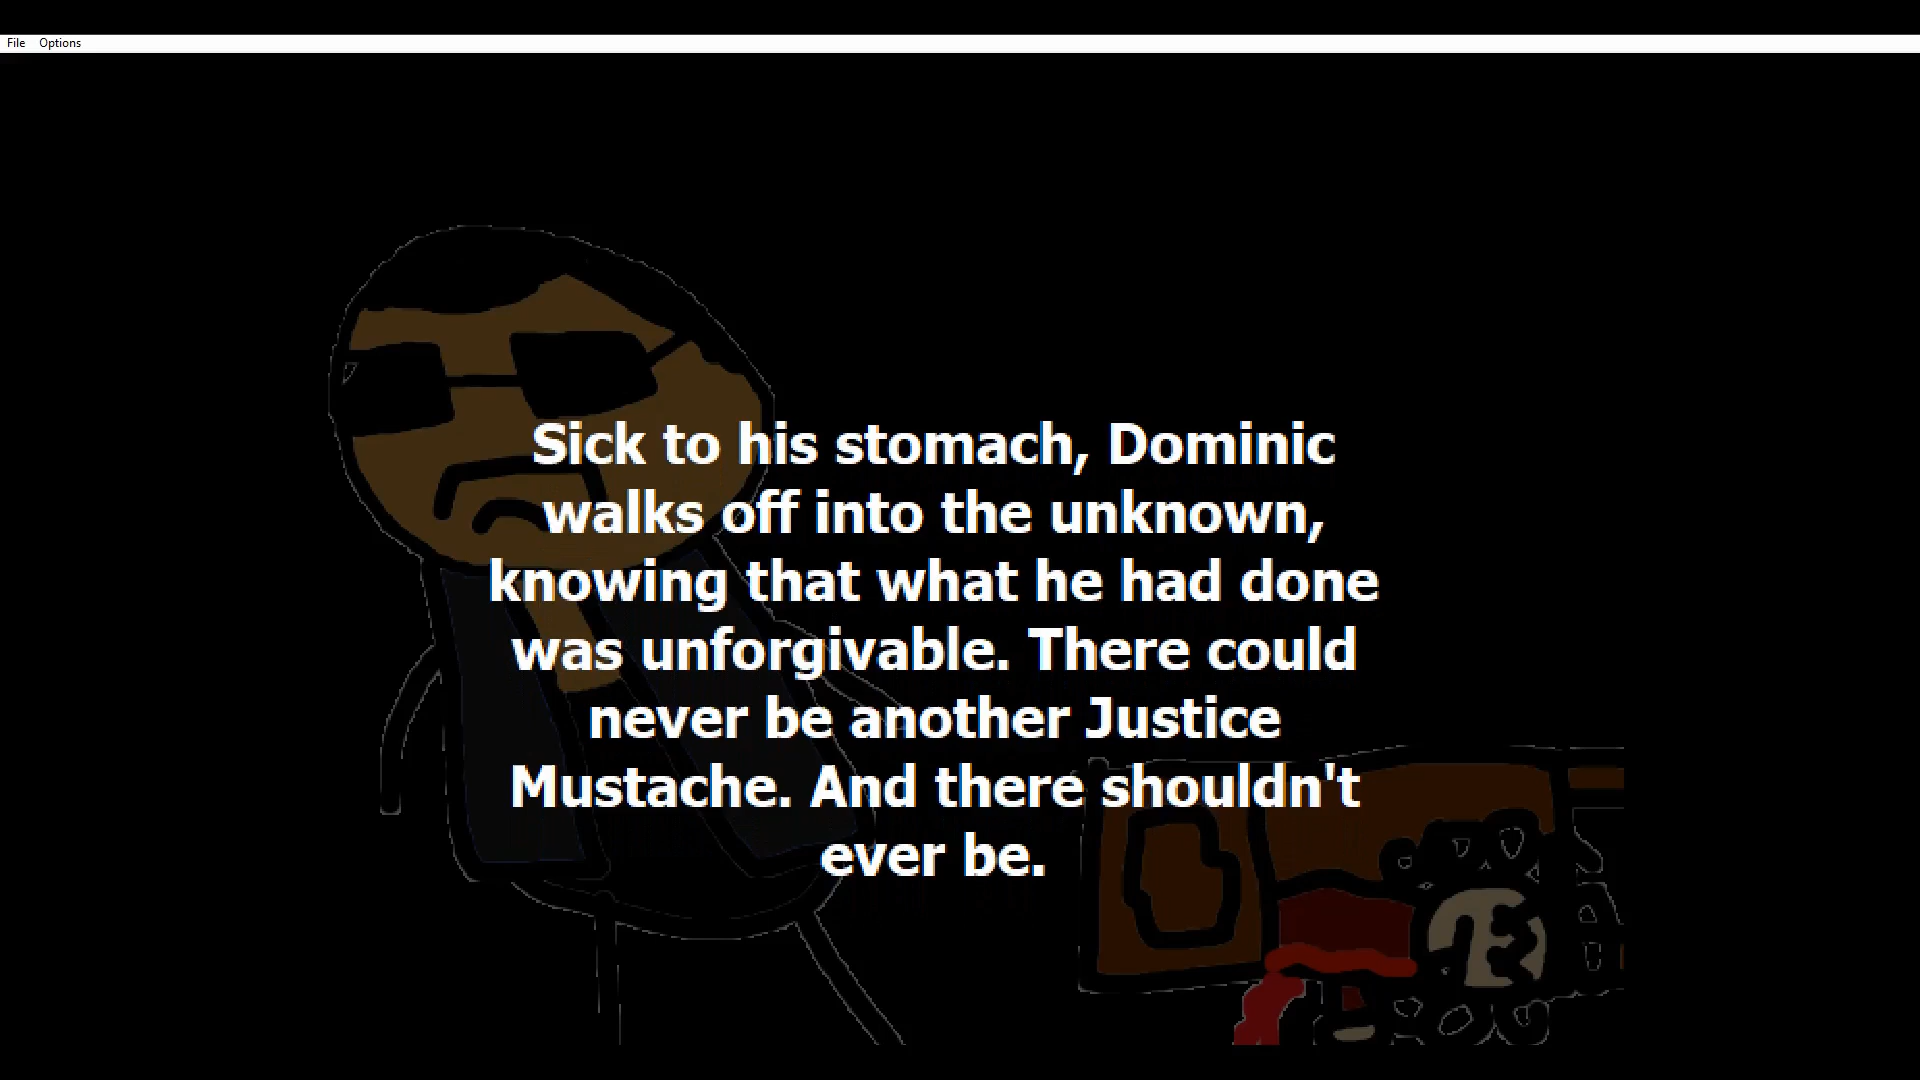 File Options
Sick to his stomach, Dominic
walks off into the unknown,
knowing that what he had done
was unforgivable. There could
never be another Justice
Mustache. And there shouldn't
ever be.